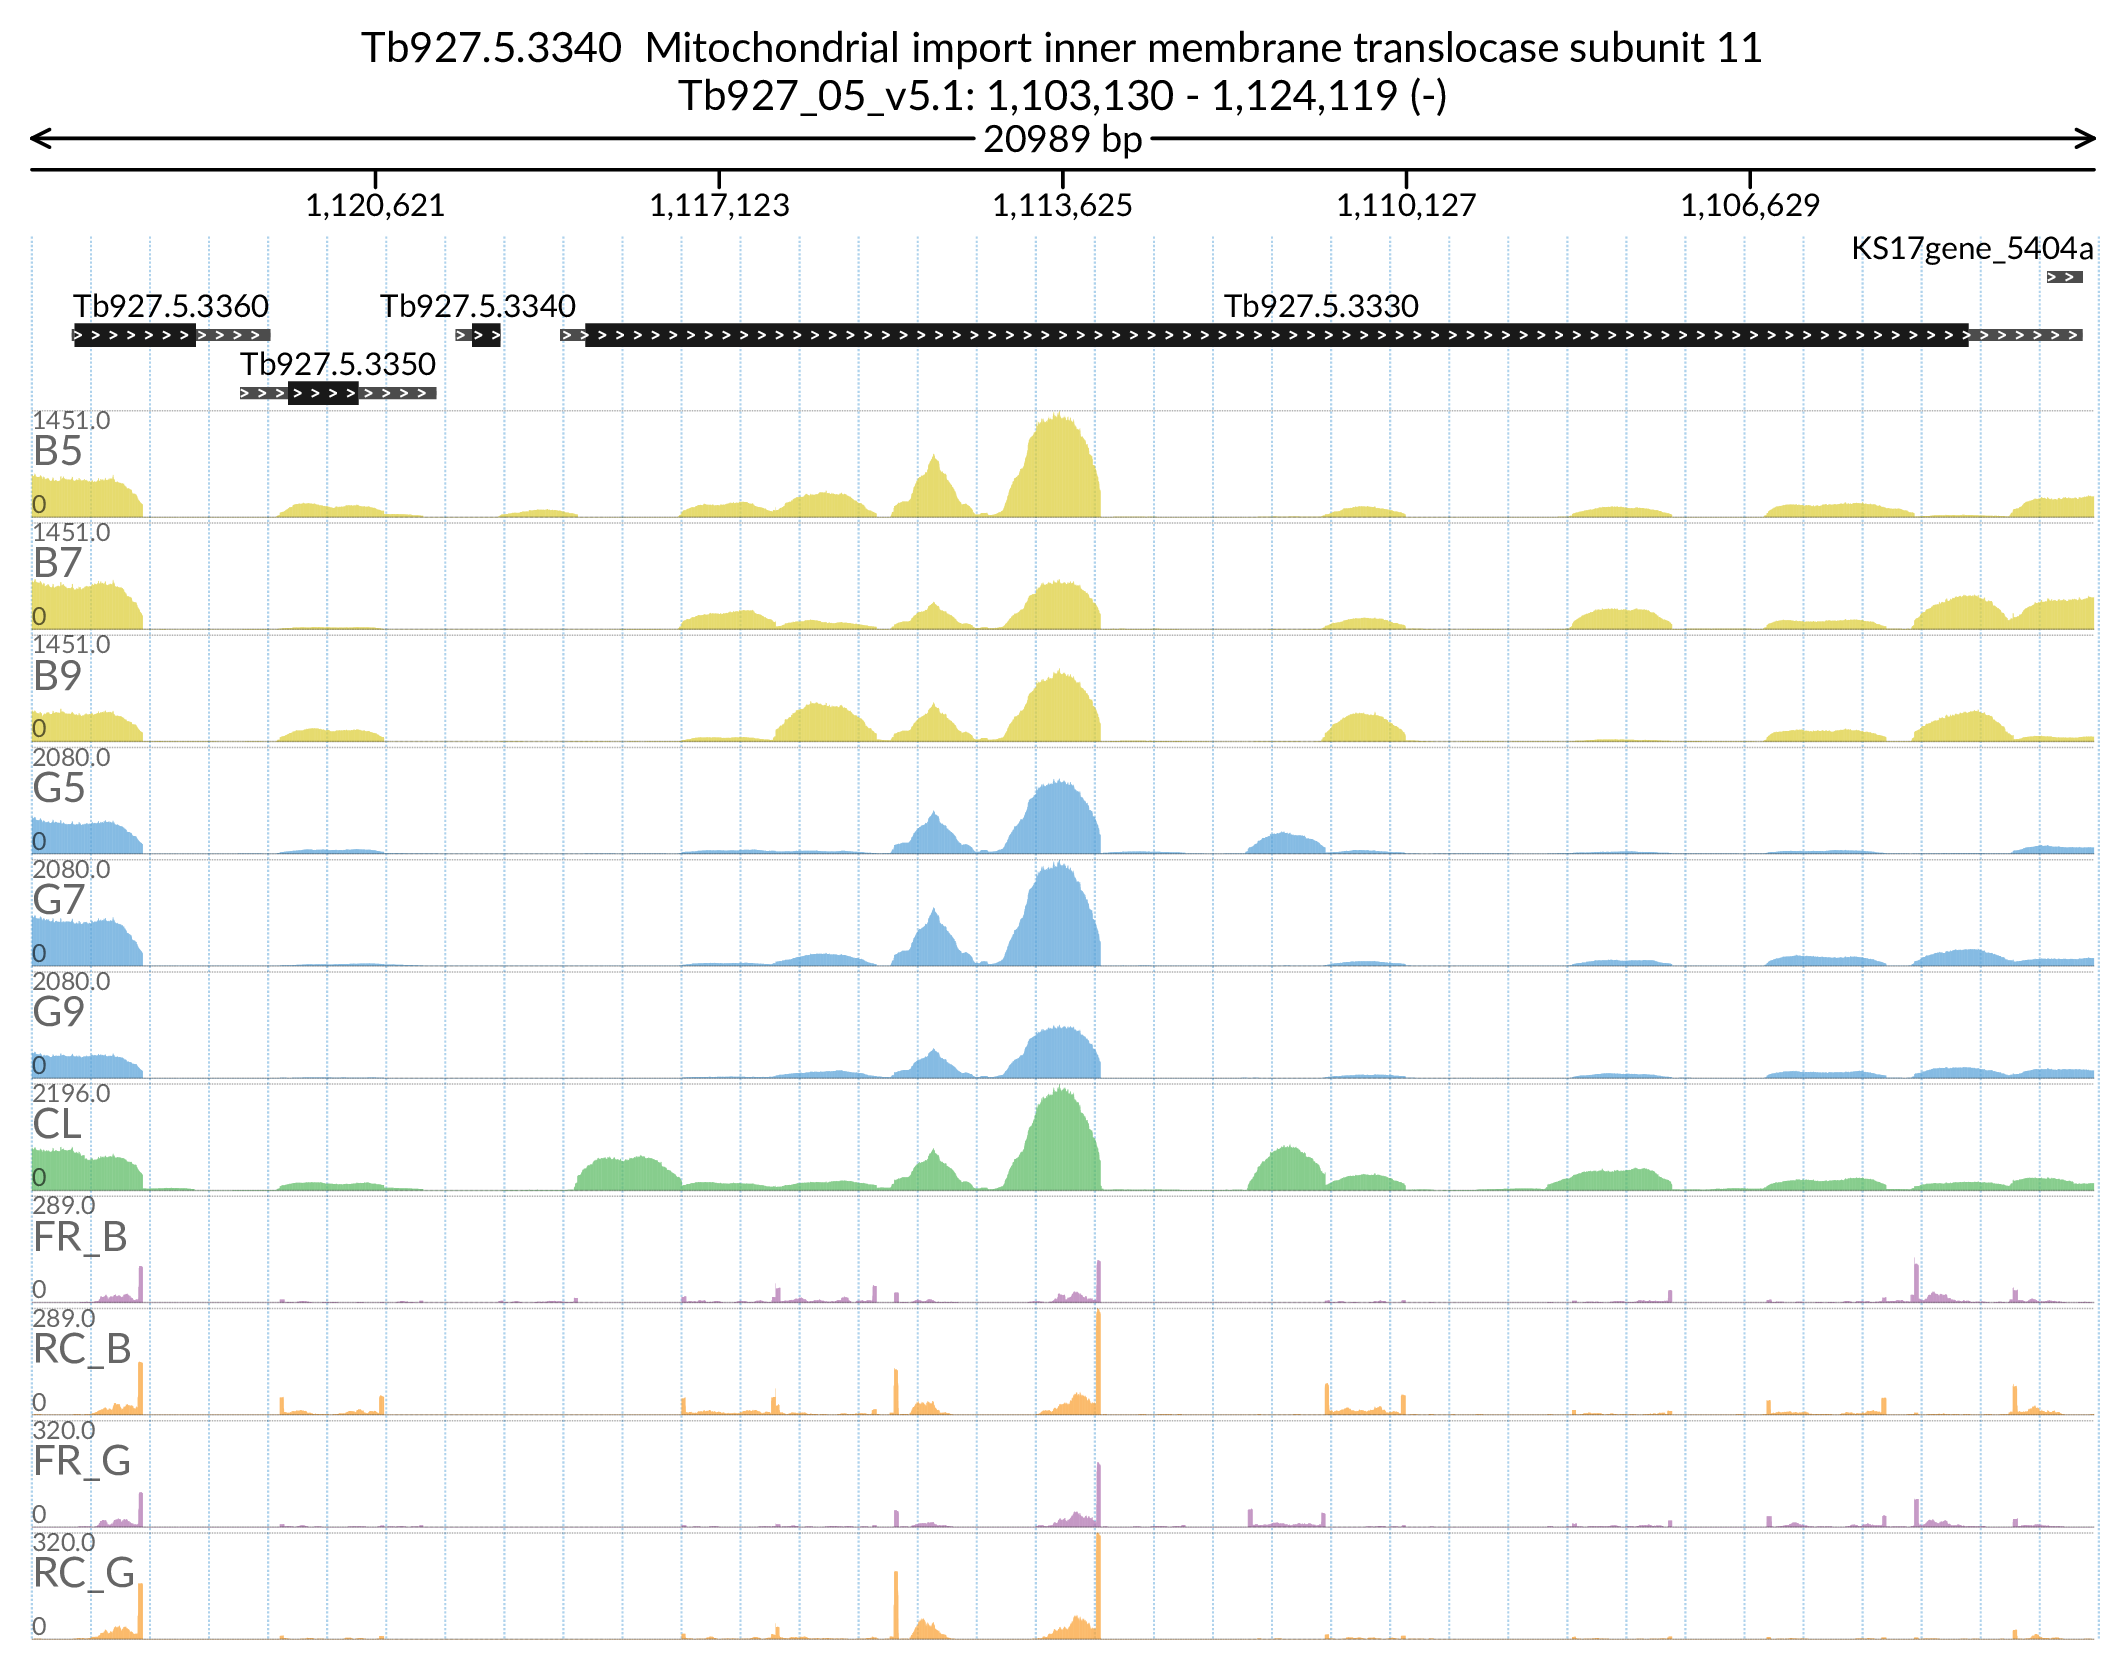 Tb927.5.3340  Mitochondrial import inner membrane translocase subunit 11
Tb927_05_v5.1: 1,103,130 - 1,124,119 (-)
20989 bp
1,120,621 1,117,123 1,113,625 1,110,127 1,106,629
KS17gene_5404a
Tb927.5.3360 Tb927.5.3340 Tb927.5.3330
Tb927.5.3350
1451.0
B5
0
1451.0
B7
0
1451.0
B9
0
2080.0
G5
0
2080.0
G7
0
2080.0
G9
0
2196.0
CL
0
289.0
FR_B
0
289.0
RC_B
0
320.0
FR_G
0
320.0
RC_G
0